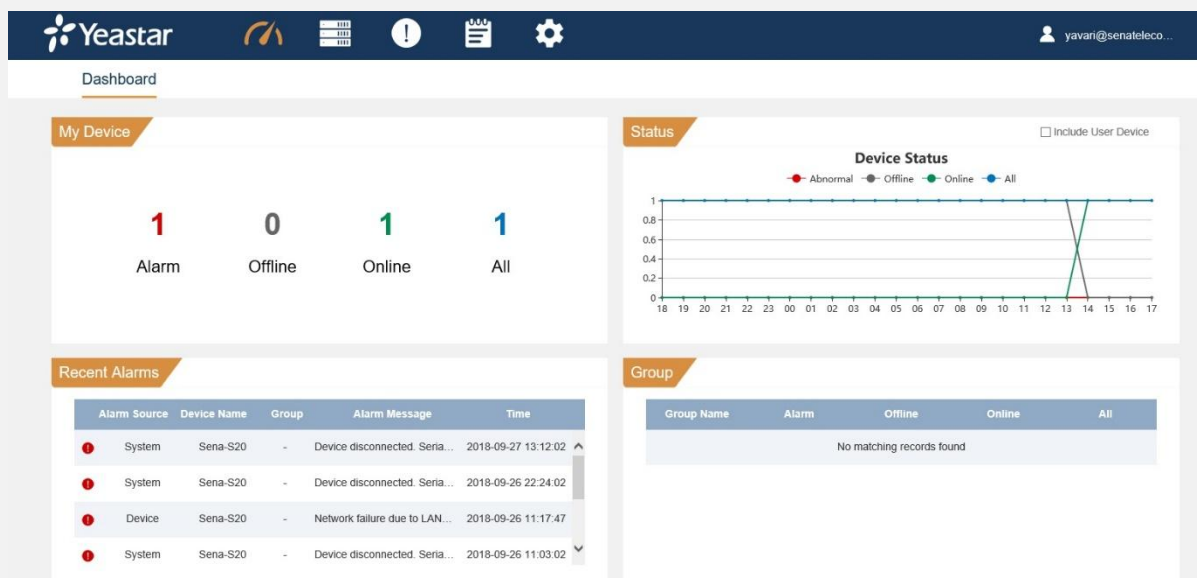 Yeastar
yavari@senateleco...
Dashboard
My Device
1 0 1 1
Alarm Offline Online All
Status
Include User Device
Device Status
Abnormal Offline Online All
1
0.8
0.6
0.4
0.2
0
18 19 20 21 22 23 00 01 02 03 04 05 06 07 08 09 10 11 12 13 14 15 16 17
Recent Alarms
Alarm Source Device Name Group Alarm Message Time
System Sena-S20 - Device disconnected. Seria... 2018-09-27 13:12:02
System Sena-S20 - Device disconnected. Seria... 2018-09-26 22:24:02
Device Sena-S20 - Network failure due to LAN... 2018-09-26 11:17:47
System Sena-S20 - Device disconnected. Seria... 2018-09-26 11:03:02
Group
Group Name Alarm Offline Online All
No matching records found